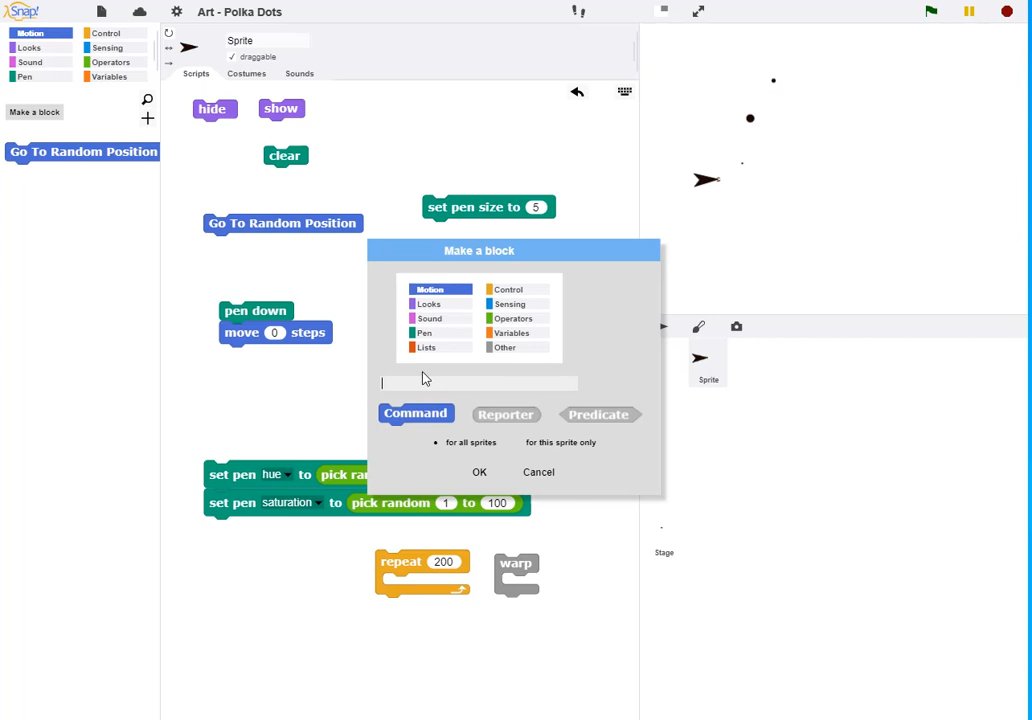 Snap!
Art - Polka Dots
Motion
Control
Looks
Sensing
Sound
Operators
Pen
Variables
Make a block
Go To Random Position
Sprite
draggable
Scripts
Costumes
Sounds
hide
show
clear
set pen size to 5
Go To Random Position
pen down
move 0 steps
Make a block
Motion
Control
Looks
Sensing
Sound
Operators
Pen
Variables
Lists
Other
Command
Reporter
Predicate
for all sprites
for this sprite only
OK
Cancel
set pen hue to pick ran
set pen saturation to pick random 1 to 100
repeat 200
warp
Sprite
Stage